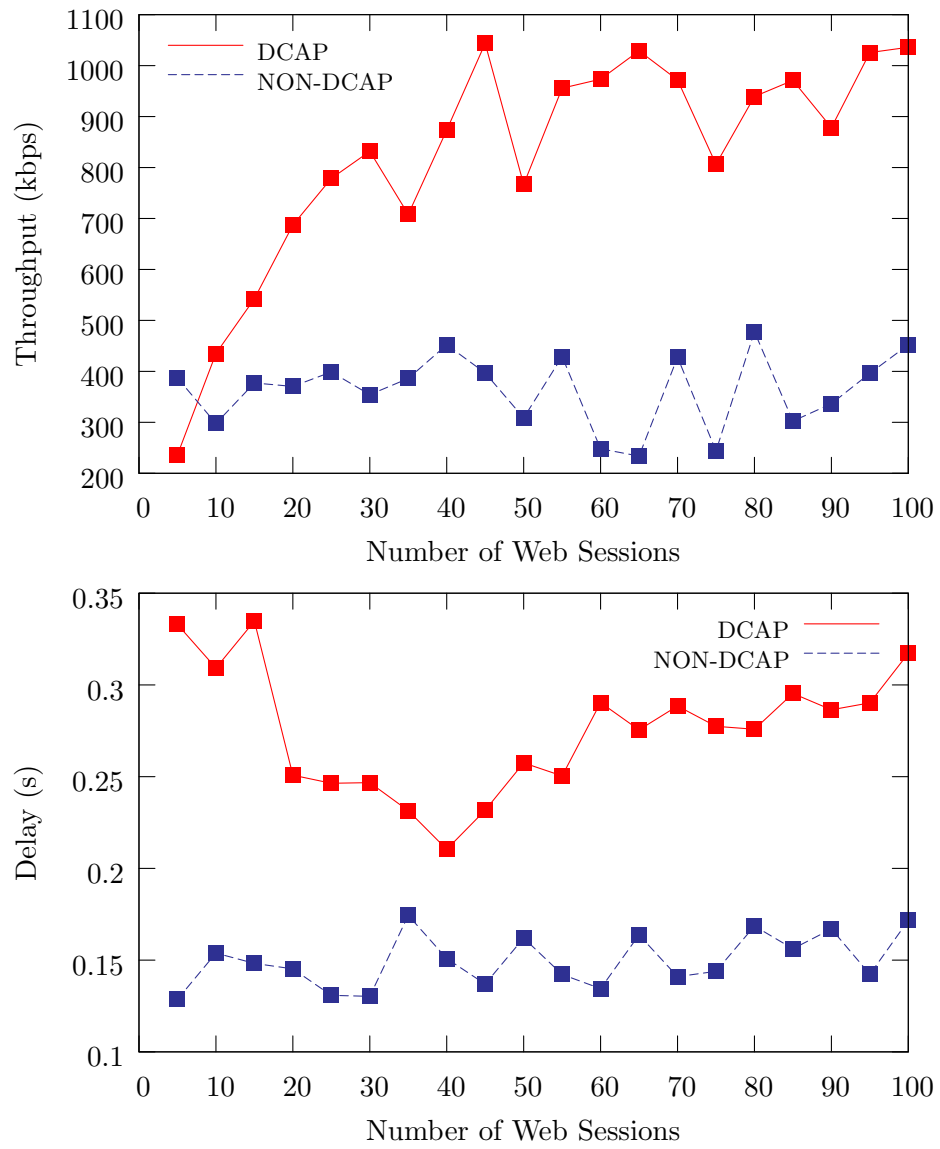 1100
1000
900
800
700
600
500
400
300
200
Throughput (kbps)
DCAP
NON-DCAP
0 10 20 30 40 50 60 70 80 90 100
Number of Web Sessions
0.35
0.3
0.25
0.2
0.15
0.1
Delay (s)
DCAP
NON-DCAP
0 10 20 30 40 50 60 70 80 90 100
Number of Web Sessions